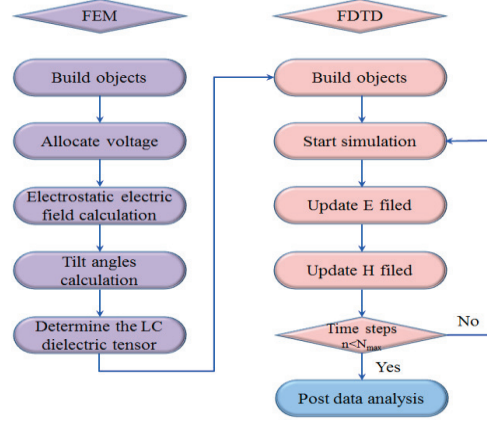 FEM
Build objects
Allocate voltage
Electrostatic electric
field calculation
Tilt angles
calculation
Determine the LC
dielectric tensor
FDTD
Build objects
Start simulation
Update E filed
Update H filed
Time steps
n<Nmax
No
Yes
Post data analysis